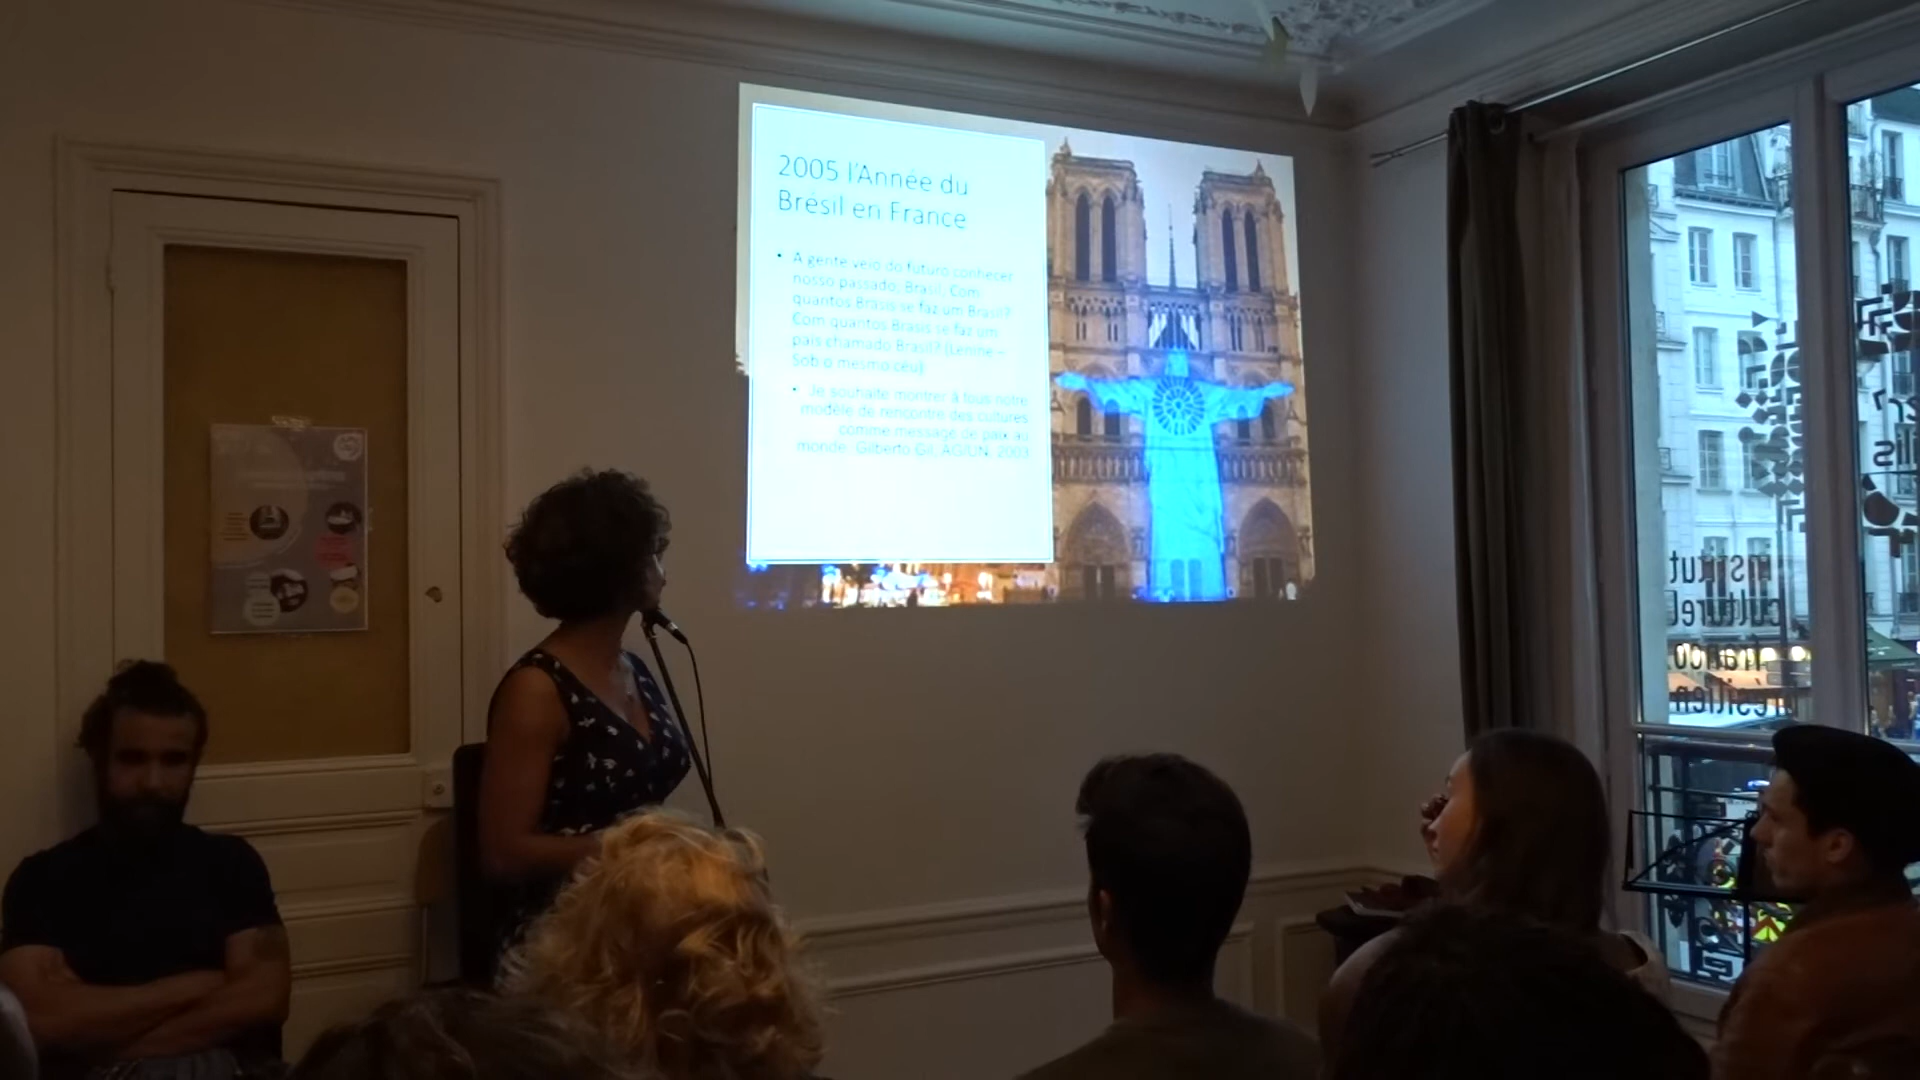 2005 l'Année du
Brésil en France
• A gente veio do futuro conhecer
nosso passado, Brasil, Com
quantos Brasis se faz um Brasil?
Com quantos Brasis se faz um
país chamado Brasil? (Lenine –
Sob o mesmo céu)
• Je souhaite montrer à tous notre
modèle de rencontre des cultures
comme message de paix au
monde. Gilberto Gil, AG/UN, 2003
institut
culturel
franco
brésilien